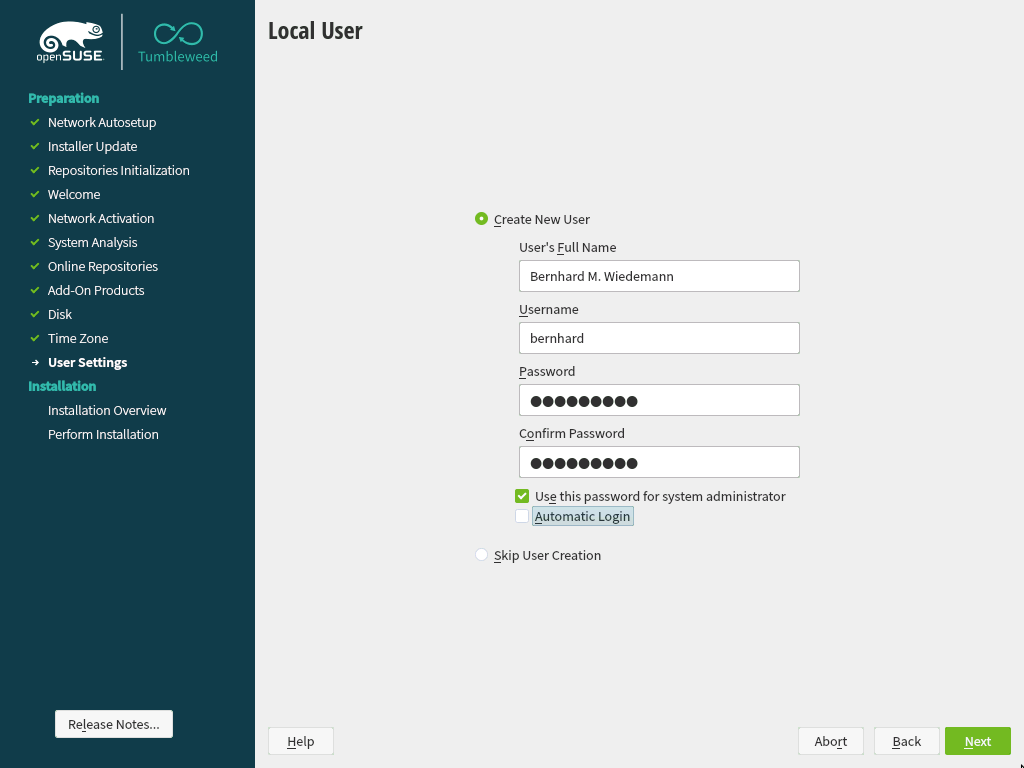 openSUSE
Tumbleweed
Preparation
Network Autosetup
Installer Update
Repositories Initialization
Welcome
Network Activation
System Analysis
Online Repositories
Add-On Products
Disk
Time Zone
User Settings
Installation
Installation Overview
Perform Installation
Release Notes...
Local User
Create New User
User's Full Name
Bernhard M. Wiedemann
Username
bernhard
Password
●●●●●●●●●
Confirm Password
●●●●●●●●●
Use this password for system administrator
Automatic Login
Skip User Creation
Help
Abort
Back
Next